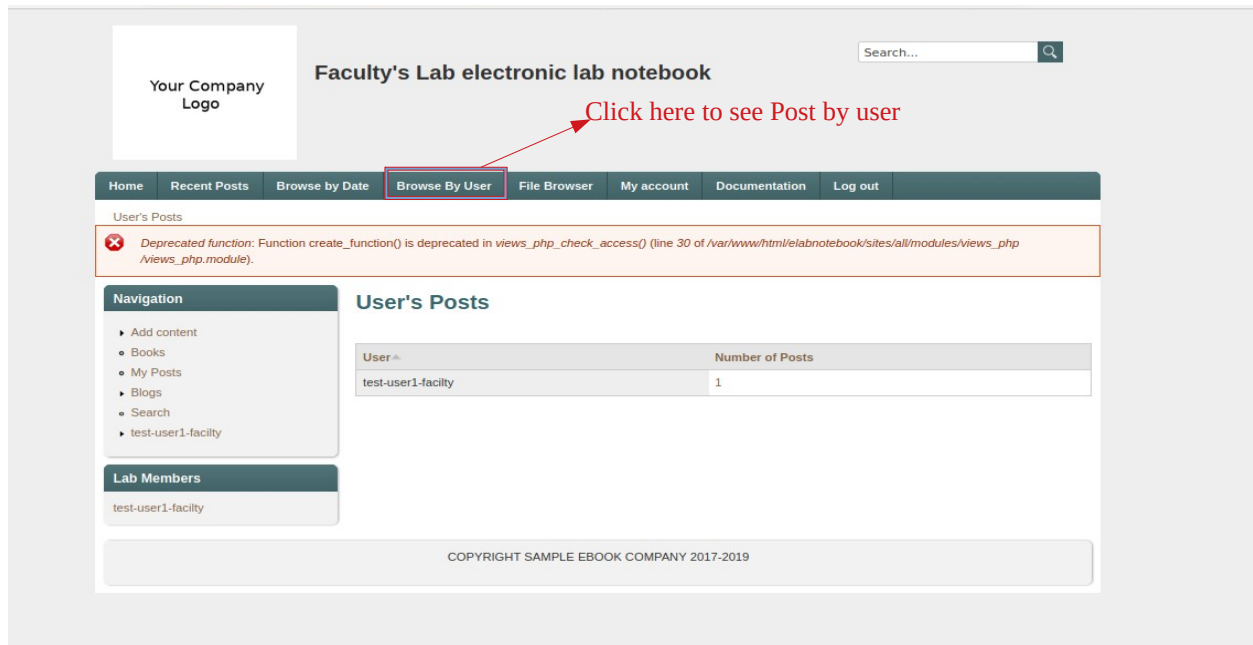 Search...
Your Company
Logo
Faculty's Lab electronic lab notebook
Click here to see Post by user
Home Recent Posts Browse by Date Browse By User File Browser My account Documentation Log out
User's Posts
Deprecated function: Function create_function() is deprecated in views_php_check_access() (line 30 of /var/www/html/elabnotebook/sites/all/modules/views_php
/views_php.module).
Navigation
Add content
Books
My Posts
Blogs
Search
test-user1-facilty
Lab Members
test-user1-facilty
User's Posts
User Number of Posts
test-user1-facilty 1
COPYRIGHT SAMPLE EBOOK COMPANY 2017-2019